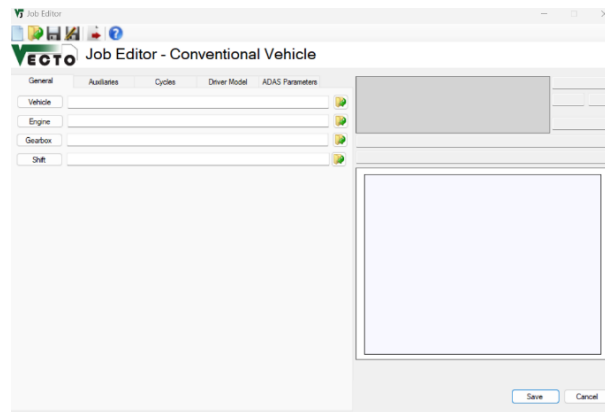 VJ Job Editor
VECTO Job Editor - Conventional Vehicle
General Auxiliaries Cycles Driver Model ADAS Parameters
Vehicle
Engine
Gearbox
Shift
Save Cancel